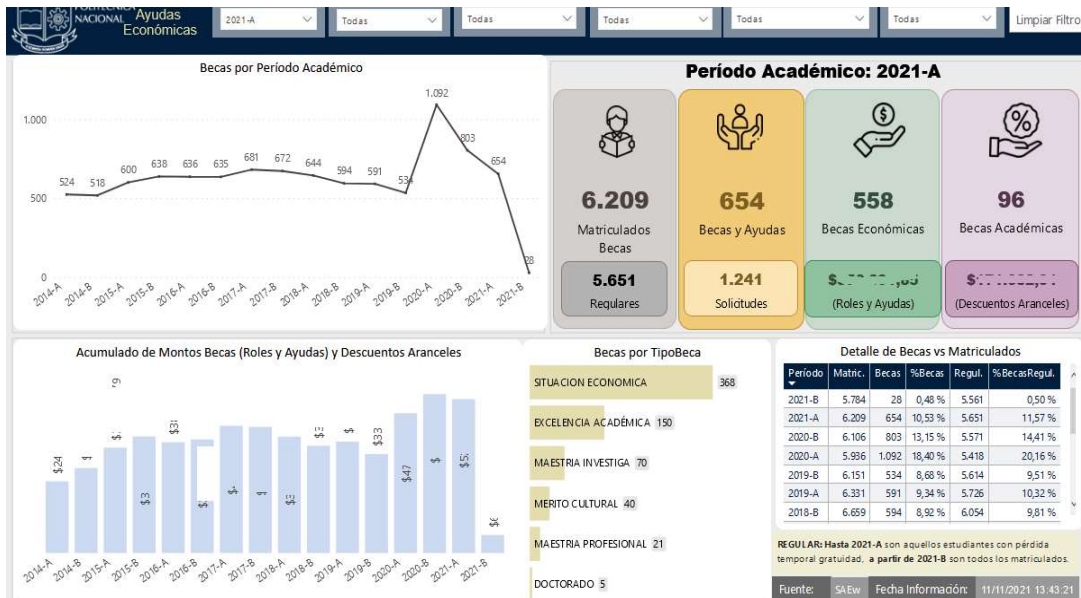 POLITÉCNICA
NACIONAL
Ayudas
Económicas
2021-A
Todas
Todas
Todas
Todas
Todas
Limpiar Filtro
Becas por Período Académico
1.000
500
0
524
518
600
638
636
635
681
672
644
594
591
534
1.092
803
654
28
2014-A
2014-B
2015-A
2015-B
2016-A
2016-B
2017-A
2017-B
2018-A
2018-B
2019-A
2019-B
2020-A
2020-B
2021-A
2021-B
Período Académico: 2021-A
6.209
Matriculados
Becas
5.651
Regulares
654
Becas y Ayudas
1.241
Solicitudes
558
Becas Económicas
(Roles y Ayudas)
96
Becas Académicas
(Descuentos Aranceles)
Acumulado de Montos Becas (Roles y Ayudas) y Descuentos Aranceles
$24
$3
$33
$47
2014-A
2014-B
2015-A
2015-B
2016-A
2016-B
2017-A
2017-B
2018-A
2018-B
2019-A
2019-B
2020-A
2020-B
2021-A
2021-B
Becas por TipoBeca
SITUACION ECONOMICA 368
EXCELENCIA ACADÉMICA 150
MAESTRIA INVESTIGA 70
MERITO CULTURAL 40
MAESTRIA PROFESIONAL 21
DOCTORADO 5
Detalle de Becas vs Matriculados
Período Matric. Becas %Becas Regul. %BecasRegul.
2021-B 5.784 28 0,48 % 5.561 0,50 %
2021-A 6.209 654 10,53 % 5.651 11,57 %
2020-B 6.106 803 13,15 % 5.571 14,41 %
2020-A 5.936 1.092 18,40 % 5.418 20,16 %
2019-B 6.151 534 8,68 % 5.614 9,51 %
2019-A 6.331 591 9,34 % 5.726 10,32 %
2018-B 6.659 594 8,92 % 6.054 9,81 %
REGULAR: Hasta 2021-A son aquellos estudiantes con pérdida
temporal gratuidad, a partir de 2021-B son todos los matriculados.
Fuente: SAEw Fecha Información: 11/11/2021 13:43:21